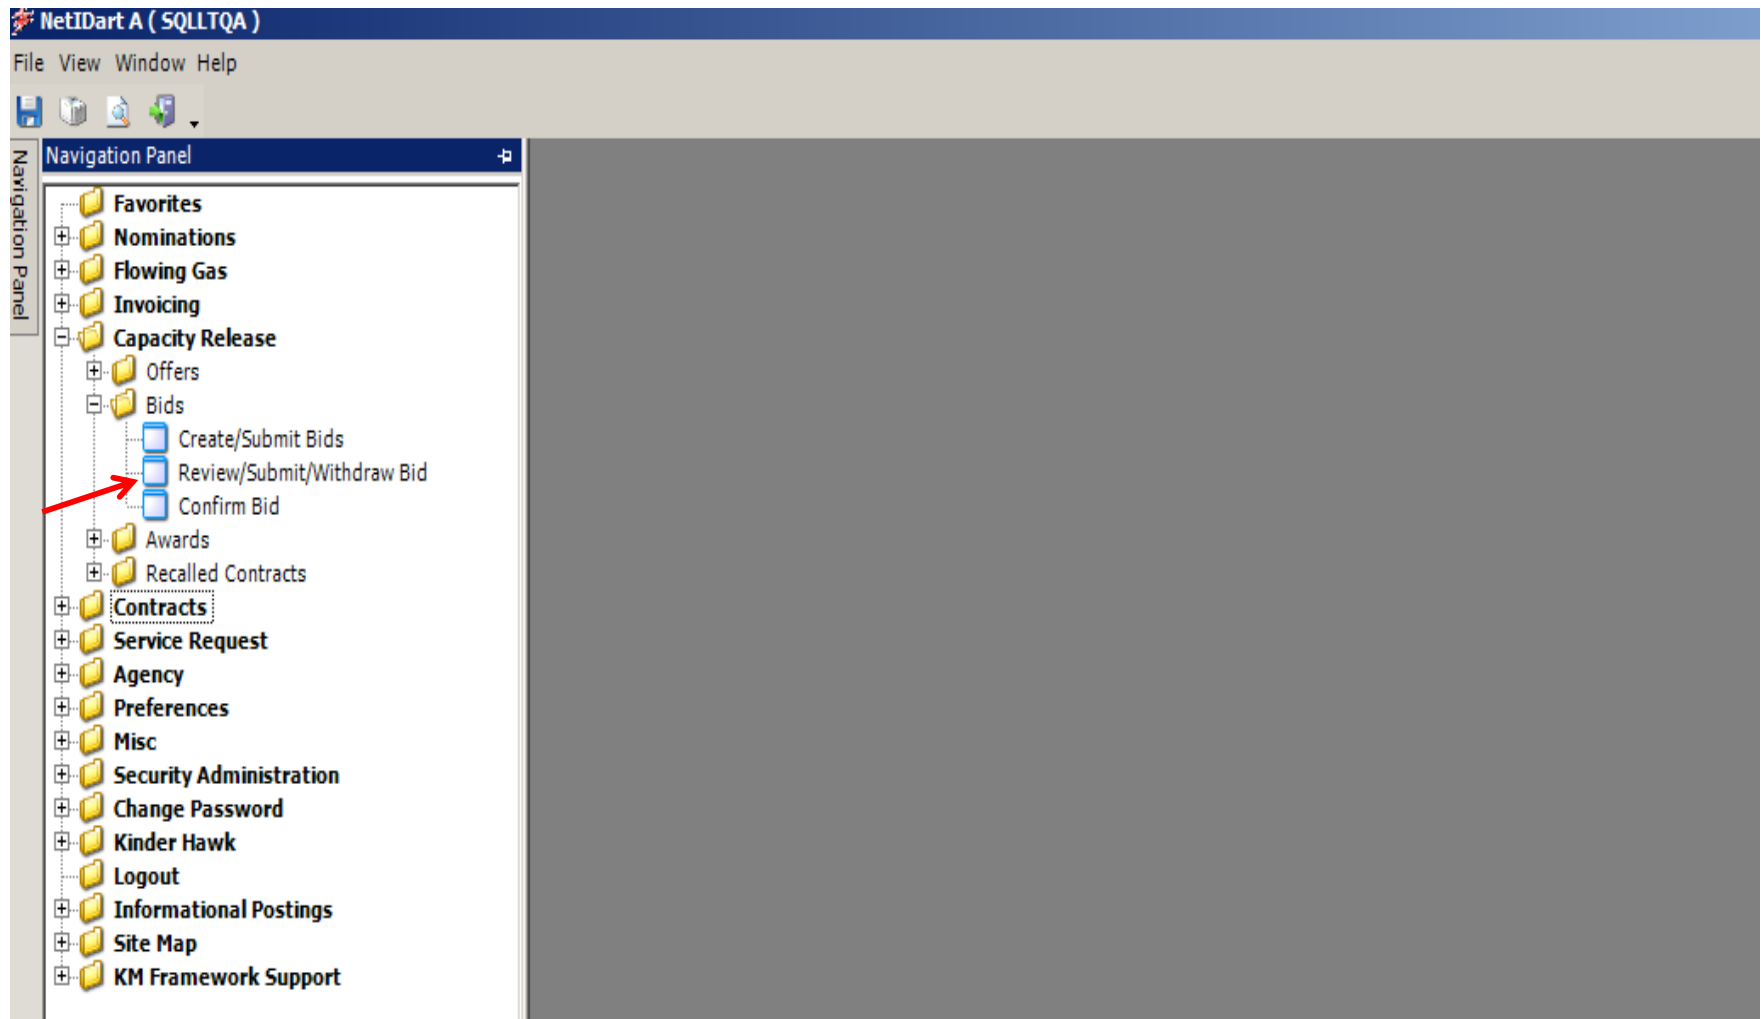 NetIDart A ( SQLLTQA )
File View Window Help
Navigation Panel
Navigation Panel
Favorites
Nominations
Flowing Gas
Invoicing
Capacity Release
Offers
Bids
Create/Submit Bids
Review/Submit/Withdraw Bid
Confirm Bid
Awards
Recalled Contracts
Contracts
Service Request
Agency
Preferences
Misc
Security Administration
Change Password
Kinder Hawk
Logout
Informational Postings
Site Map
KM Framework Support